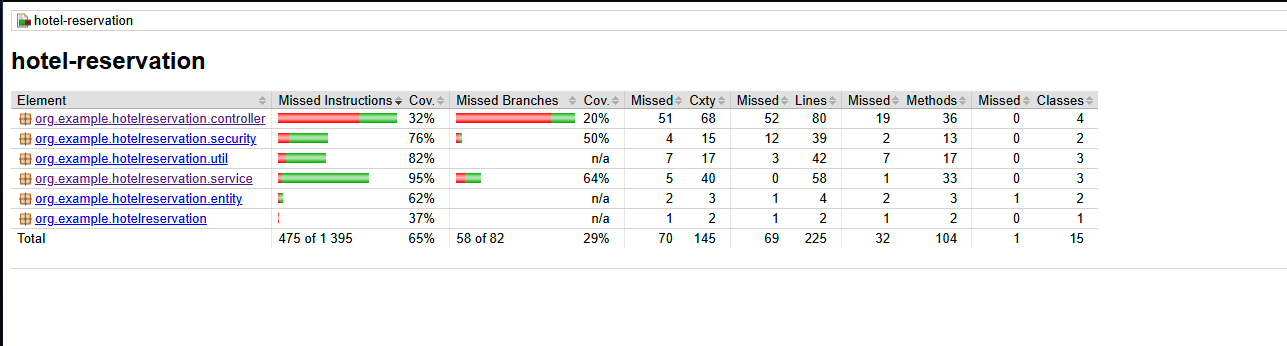 hotel-reservation
hotel-reservation
Element Missed Instructions Cov. Missed Branches Cov. Missed Cxty Missed Lines Missed Methods Missed Classes
org.example.hotelreservation.controller 32% 20% 51 68 52 80 19 36 0 4
org.example.hotelreservation.security 76% 50% 4 15 12 39 2 13 0 2
org.example.hotelreservation.util 82% n/a 7 17 3 42 7 17 0 3
org.example.hotelreservation.service 95% 64% 5 40 0 58 1 33 0 3
org.example.hotelreservation.entity 62% n/a 2 3 1 4 2 3 1 2
org.example.hotelreservation 37% n/a 1 2 1 2 1 2 0 1
Total 475 of 1 395 65% 58 of 82 29% 70 145 69 225 32 104 1 15